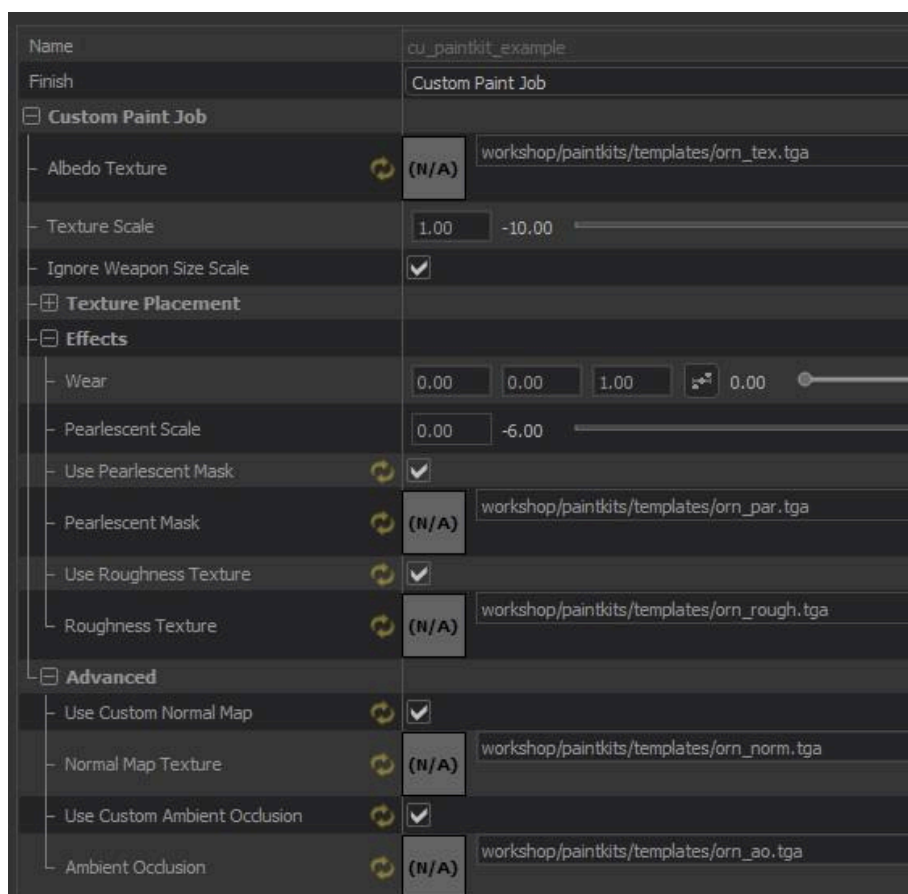 Name cu_paintkit_example
Finish Custom Paint Job
Custom Paint Job
Albedo Texture (N/A) workshop/paintkits/templates/orn_tex.tga
Texture Scale 1.00 -10.00
Ignore Weapon Size Scale
Texture Placement
Effects
Wear 0.00 0.00 1.00 0.00
Pearlescent Scale 0.00 -6.00
Use Pearlescent Mask
Pearlescent Mask (N/A) workshop/paintkits/templates/orn_par.tga
Use Roughness Texture
Roughness Texture (N/A) workshop/paintkits/templates/orn_rough.tga
Advanced
Use Custom Normal Map
Normal Map Texture (N/A) workshop/paintkits/templates/orn_norm.tga
Use Custom Ambient Occlusion
Ambient Occlusion (N/A) workshop/paintkits/templates/orn_ao.tga